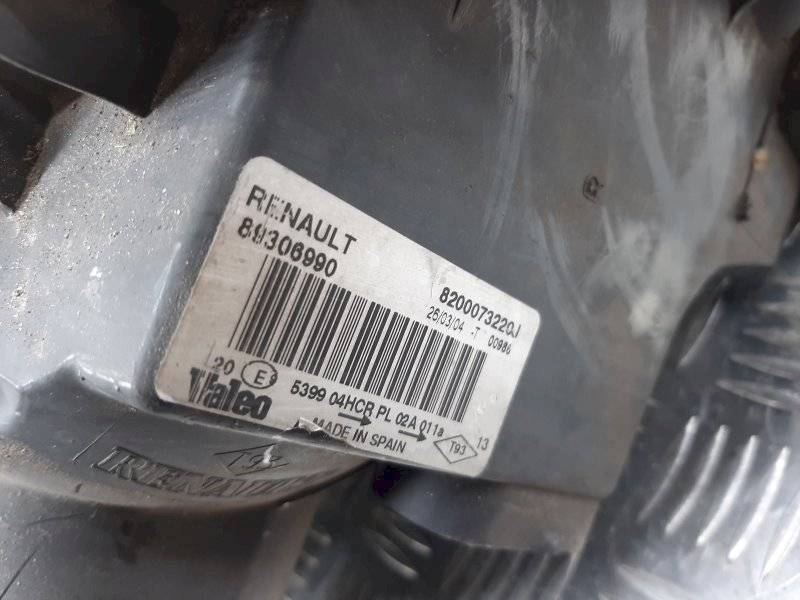 RENAULT
89306990
8200073220J
26/03/04 -T 00986
20 E9 5399 04HCR PL 02A 011a 13
Valeo
MADE IN SPAIN
T93
RENAULT